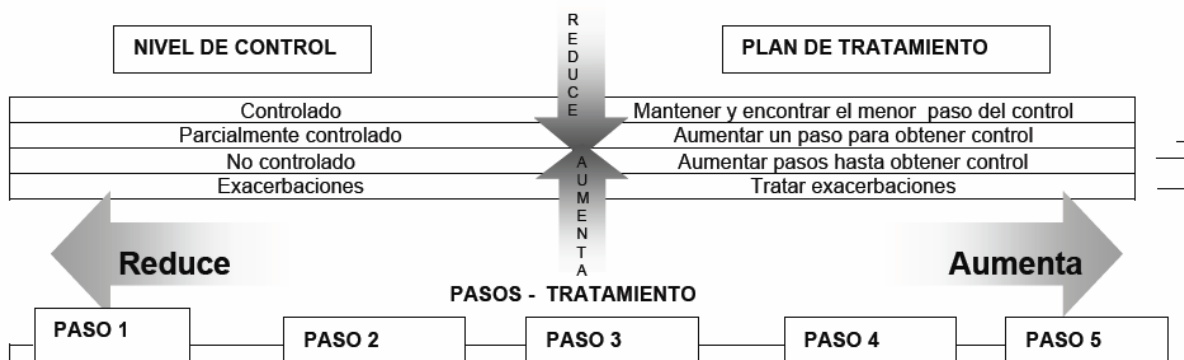 NIVEL DE CONTROL
REDUCE
PLAN DE TRATAMIENTO
Controlado Mantener y encontrar el menor paso del control
Parcialmente controlado Aumentar un paso para obtener control
No controlado Aumentar pasos hasta obtener control
Exacerbaciones Tratar exacerbaciones
AUMENTA
Reduce Aumenta
PASOS - TRATAMIENTO
PASO 1 PASO 2 PASO 3 PASO 4 PASO 5